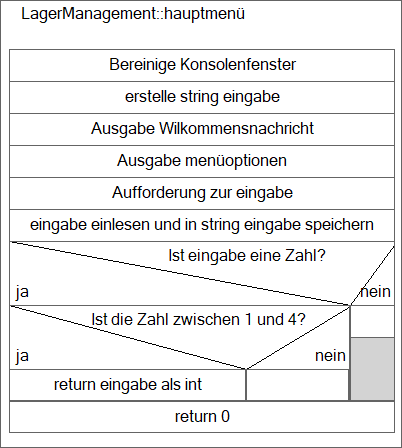 LagerManagement::hauptmenü
Bereinige Konsolenfenster
erstelle string eingabe
Ausgabe Wilkommensnachricht
Ausgabe menüoptionen
Aufforderung zur eingabe
eingabe einlesen und in string eingabe speichern
Ist eingabe eine Zahl?
ja
nein
Ist die Zahl zwischen 1 und 4?
ja
nein
return eingabe als int
return 0